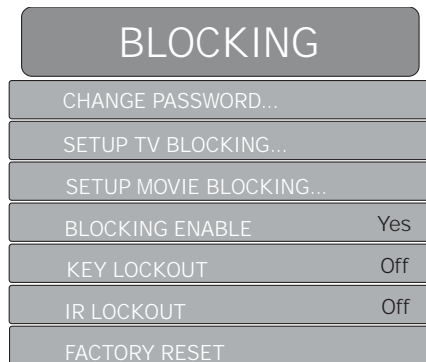 BLOCKING
CHANGE PASSWORD...
SETUP TV BLOCKING...
SETUP MOVIE BLOCKING...
BLOCKING ENABLE Yes
KEY LOCKOUT Off
IR LOCKOUT Off
FACTORY RESET